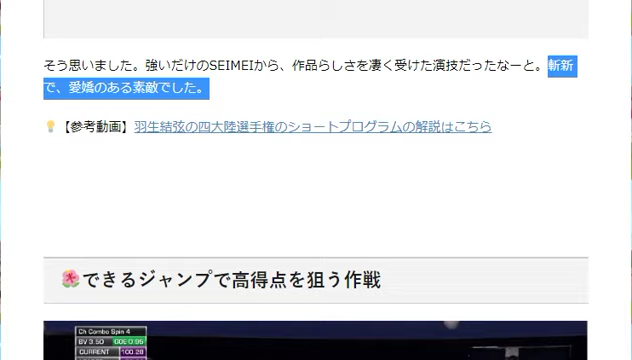 そう思いました。強いだけのSEIMEIから、作品らしさを凄く受けた演技だったなーと。斬新
で、愛嬌のある素敵でした。
💡【参考動画】羽生結弦の四大陸選手権のショートプログラムの解説はこちら
🌺できるジャンプで高得点を狙う作戦
Ch Combo Spin 4
BV 3.50 GOE 0.95
CURRENT 100.28